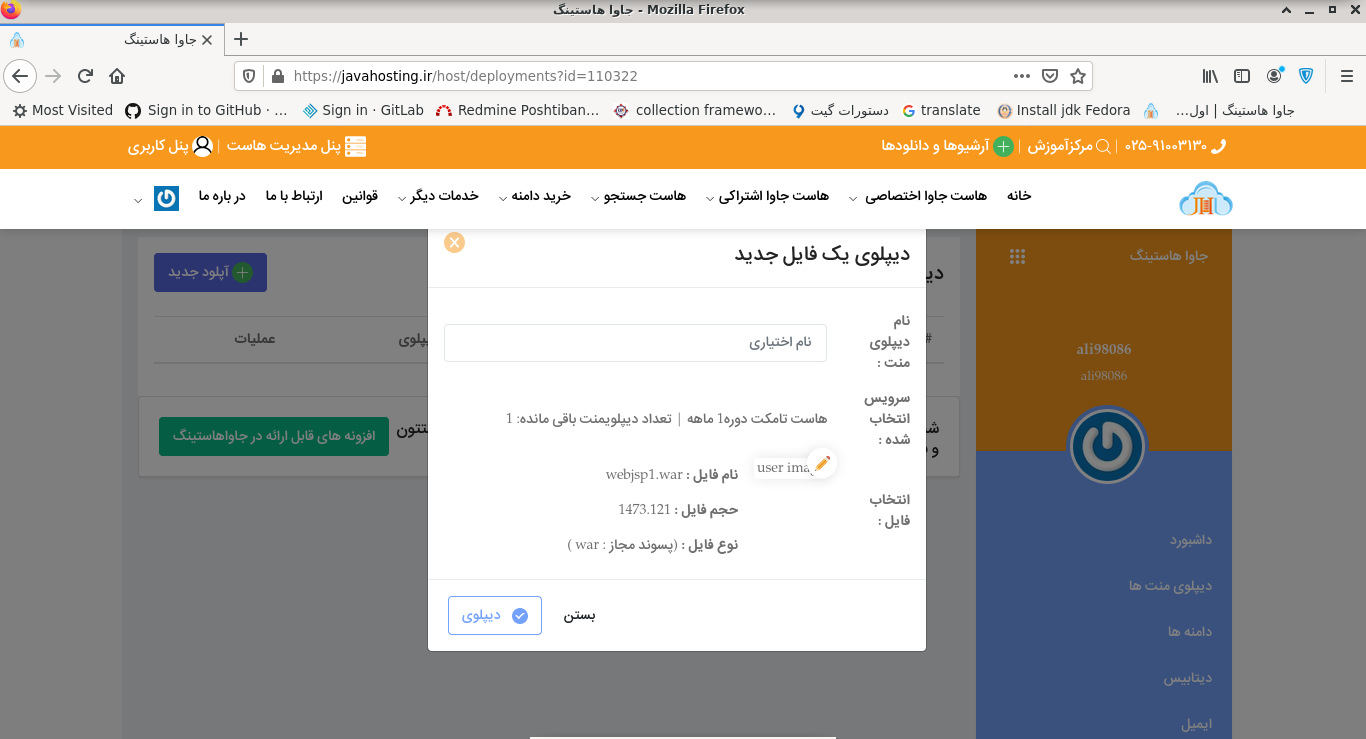 جاوا هاستینگ - Mozilla Firefox
جاوا هاستینگ
https://javahosting.ir/host/deployments?id=110322
Most Visited
Sign in to GitHub · ...
Sign in · GitLab
Redmine Poshtiban...
collection framewo...
دستورات گیت
translate
Install jdk Fedora
جاوا هاستینگ | اول...
۰۲۵-۹۱۰۰۳۱۳۰ | مرکزآموزش | آرشیوها و دانلودها
پنل مدیریت هاست | پنل کاربری
خانه
هاست جاوا اختصاصی
هاست جاوا اشتراکی
هاست جستجو
خرید دامنه
خدمات دیگر
قوانین
ارتباط با ما
در باره ما
JH
جاوا هاستینگ
ali98086
ali98086
داشبورد
دیپلوی منت ها
دامنه ها
دیتابیس
ایمیل
آپلود جدید
#
عملیات
افزونه های قابل ارائه در جاواهاستینگ
دیپلوی یک فایل جدید
نام دیپلوی منت :
نام اختیاری
سرویس انتخاب شده :
هاست تامکت دوره1 ماهه | تعداد دیپلویمنت باقی مانده: 1
انتخاب فایل :
نام فایل : webjsp1.war
حجم فایل : 1473.121
نوع فایل : (پسوند مجاز : war )
بستن
دیپلوی